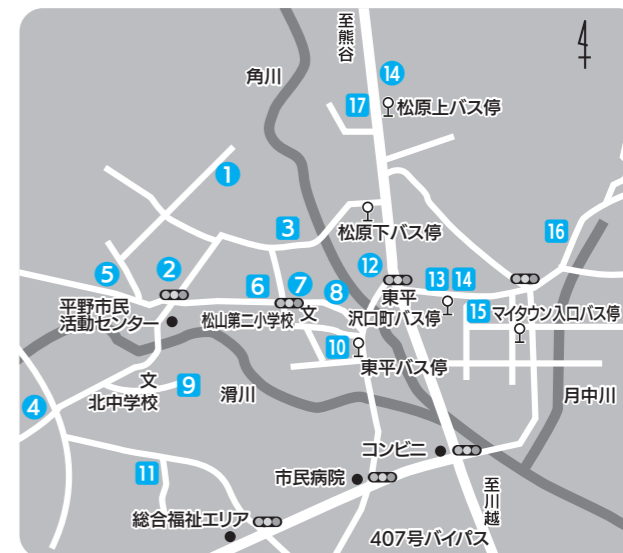 至熊谷
4
角川
14
17
松原上バス停
1
3
松原下バス停
16
5
2
12
6
7
8
東平
13
14
平野市民
活動センター
松山第二小学校
文
沢口町バス停
15
マイタウン入口バス停
10
東平バス停
文
9
北中学校
滑川
月中川
4
コンビニ
11
市民病院
至川越
総合福祉エリア
407号バイパス